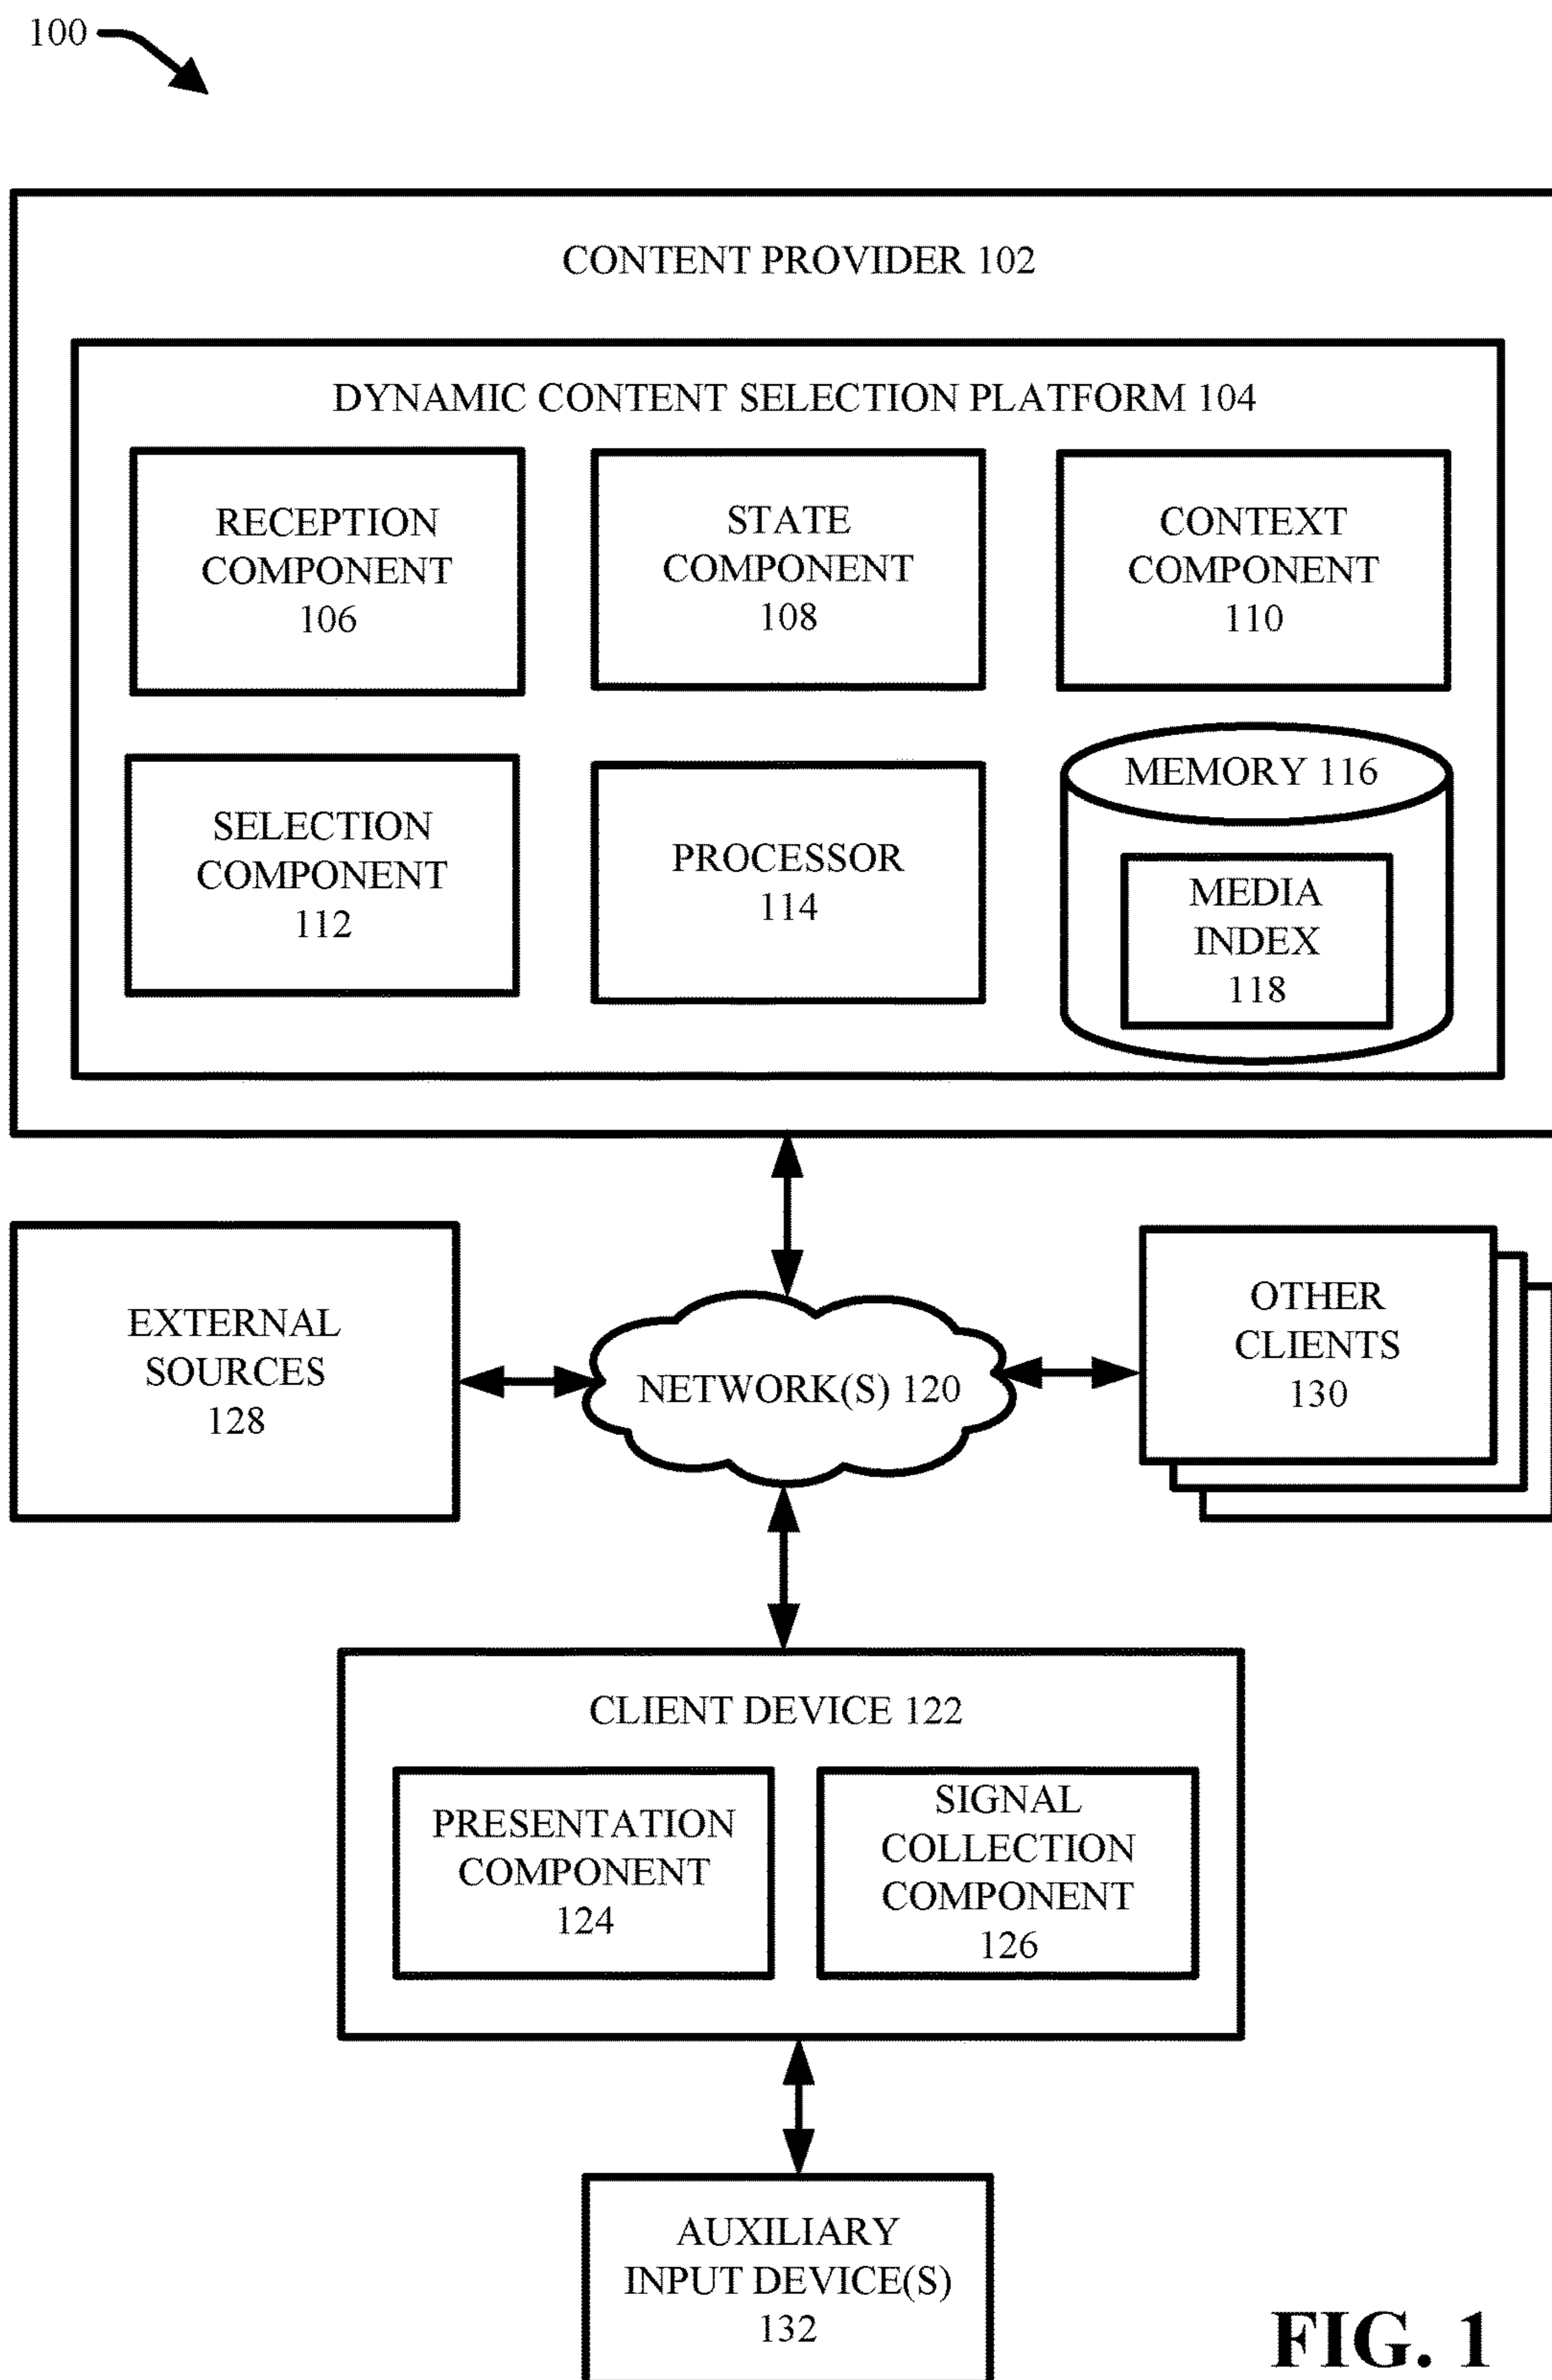 100
CONTENT PROVIDER 102
DYNAMIC CONTENT SELECTION PLATFORM 104
RECEPTION
COMPONENT
106
STATE
COMPONENT
108
CONTEXT
COMPONENT
110
SELECTION
COMPONENT
112
PROCESSOR
114
MEMORY 116
MEDIA
INDEX
118
EXTERNAL
SOURCES
128
NETWORK(S) 120
OTHER
CLIENTS
130
CLIENT DEVICE 122
PRESENTATION
COMPONENT
124
SIGNAL
COLLECTION
COMPONENT
126
AUXILIARY
INPUT DEVICE(S)
132
FIG. 1